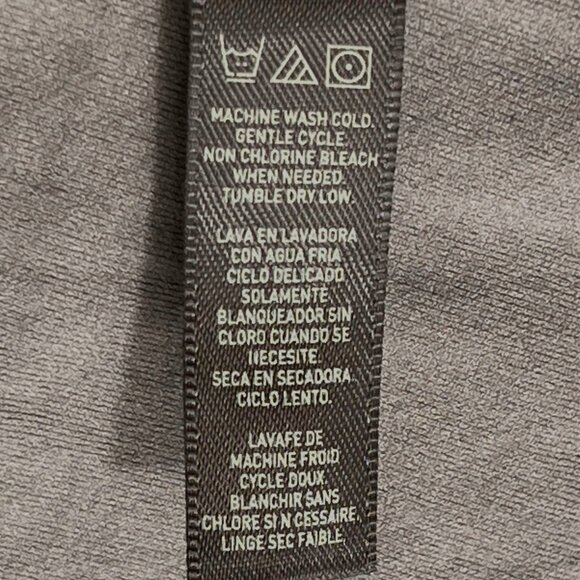 MACHINE WASH COLD.
GENTLE CYCLE.
NON CHLORINE BLEACH
WHEN NEEDED.
TUMBLE DRY LOW.
LAVA EN LAVADORA
CON AGUA FRIA
CICLO DELICADO
SOLAMENTE.
BLANQUEADOR SIN
CLORO CUANDO SE
NECESITE.
SECA EN SECADORA.
CICLO LENTO.
LAVAFE DE
MACHINE FROID
CYCLE DOUX.
BLANCHIR SANS
CHLORE SI N CESSAIRE.
LINGE SEC FAIBLE.